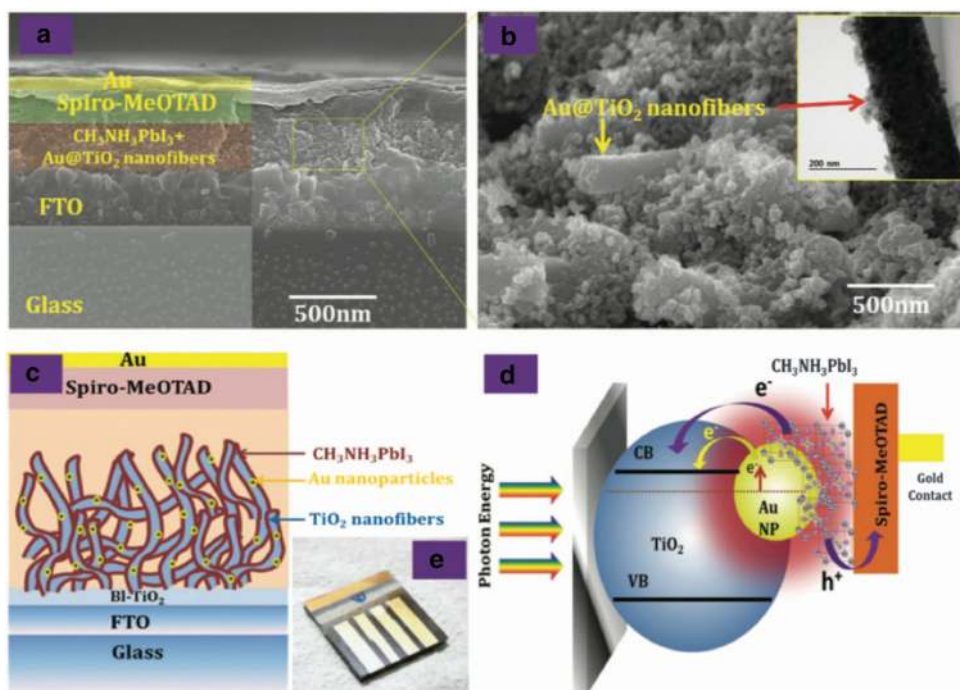 a
Au
Spiro-MeOTAD
CH₃NH₃PbI₃+
Au@TiO₂ nanofibers
FTO
Glass
500nm
b
Au@TiO₂ nanofibers
200 nm
500nm
c
Au
Spiro-MeOTAD
CH₃NH₃PbI₃
Au nanoparticles
TiO₂ nanofibers
Bl-TiO₂
FTO
Glass
e
d
CH₃NH₃PbI₃
e⁻
e⁻
e⁻
CB
Au
NP
TiO₂
VB
h⁺
Photon Energy
Spiro-MeOTAD
Gold
Contact